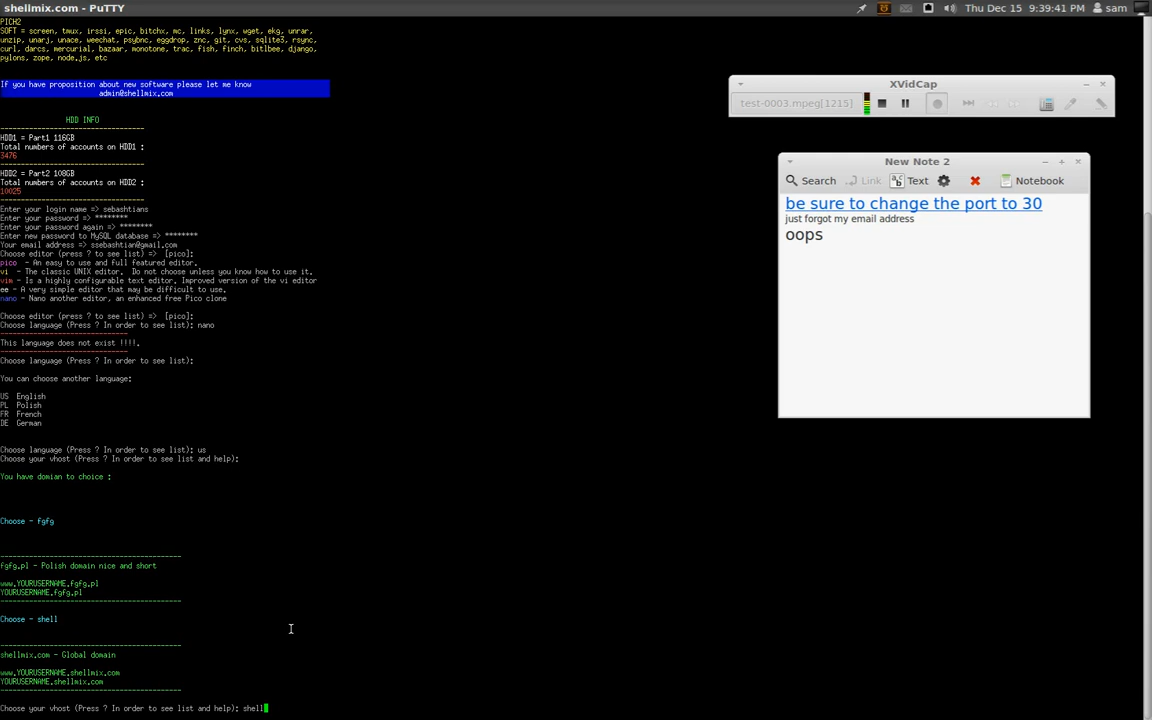 shellmix.com - PuTTY
Thu Dec 15 9:39:41 PM sam
PICH2
SOFT = screen, tmux, irssi, epic, bitchx, mc, links, lynx, wget, ekg, unrar,
unzip, unarj, unace, weechat, psybnc, eggdrop, znc, git, cvs, sqlite3, rsync,
curl, darcs, mercurial, bazaar, monotone, trac, fish, finch, bitlbee, django,
pylons, zope, node.js, etc
If you have proposition about new software please let me know
admin@shellmix.com
HDD INFO
----------------------------------
HDD1 = Part1 116GB
Total numbers of accounts on HDD1 :
3476
----------------------------------
HDD2 = Part2 108GB
Total numbers of accounts on HDD2 :
10025
----------------------------------
Enter your login name => sebashtians
Enter your password => ********
Enter your password again => ********
Enter new password to MySQL database => ********
Your email address => ssebashtian@gmail.com
Choose editor (press ? to see list) =>  [pico]:
pico  - An easy to use and full featured editor.
vi  - The classic UNIX editor.  Do not choose unless you know how to use it.
vim - Is a highly configurable text editor. Improved version of the vi editor
ee - A very simple editor that may be difficult to use.
nano - Nano another editor, an enhanced free Pico clone
Choose editor (press ? to see list) =>  [pico]:
Choose language (Press ? In order to see list): nano
------------------------------
This language does not exist !!!!.
------------------------------
Choose language (Press ? In order to see list):
You can choose another language:
US  English
PL  Polish
FR  French
DE  German
Choose language (Press ? In order to see list): us
Choose your vhost (Press ? In order to see list and help):
You have domian to choice :
Choose - fgfg
-------------------------------------------
fgfg.pl - Polish domain nice and short
www.YOURUSERNAME.fgfg.pl
YOURUSERNAME.fgfg.pl
-------------------------------------------
Choose - shell
-------------------------------------------
shellmix.com - Global domain
www.YOURUSERNAME.shellmix.com
YOURUSERNAME.shellmix.com
-------------------------------------------
Choose your vhost (Press ? In order to see list and help): shell
XVidCap
test-0003.mpeg[1215]
New Note 2
Search Link Text Notebook
be sure to change the port to 30
just forgot my email address
oops